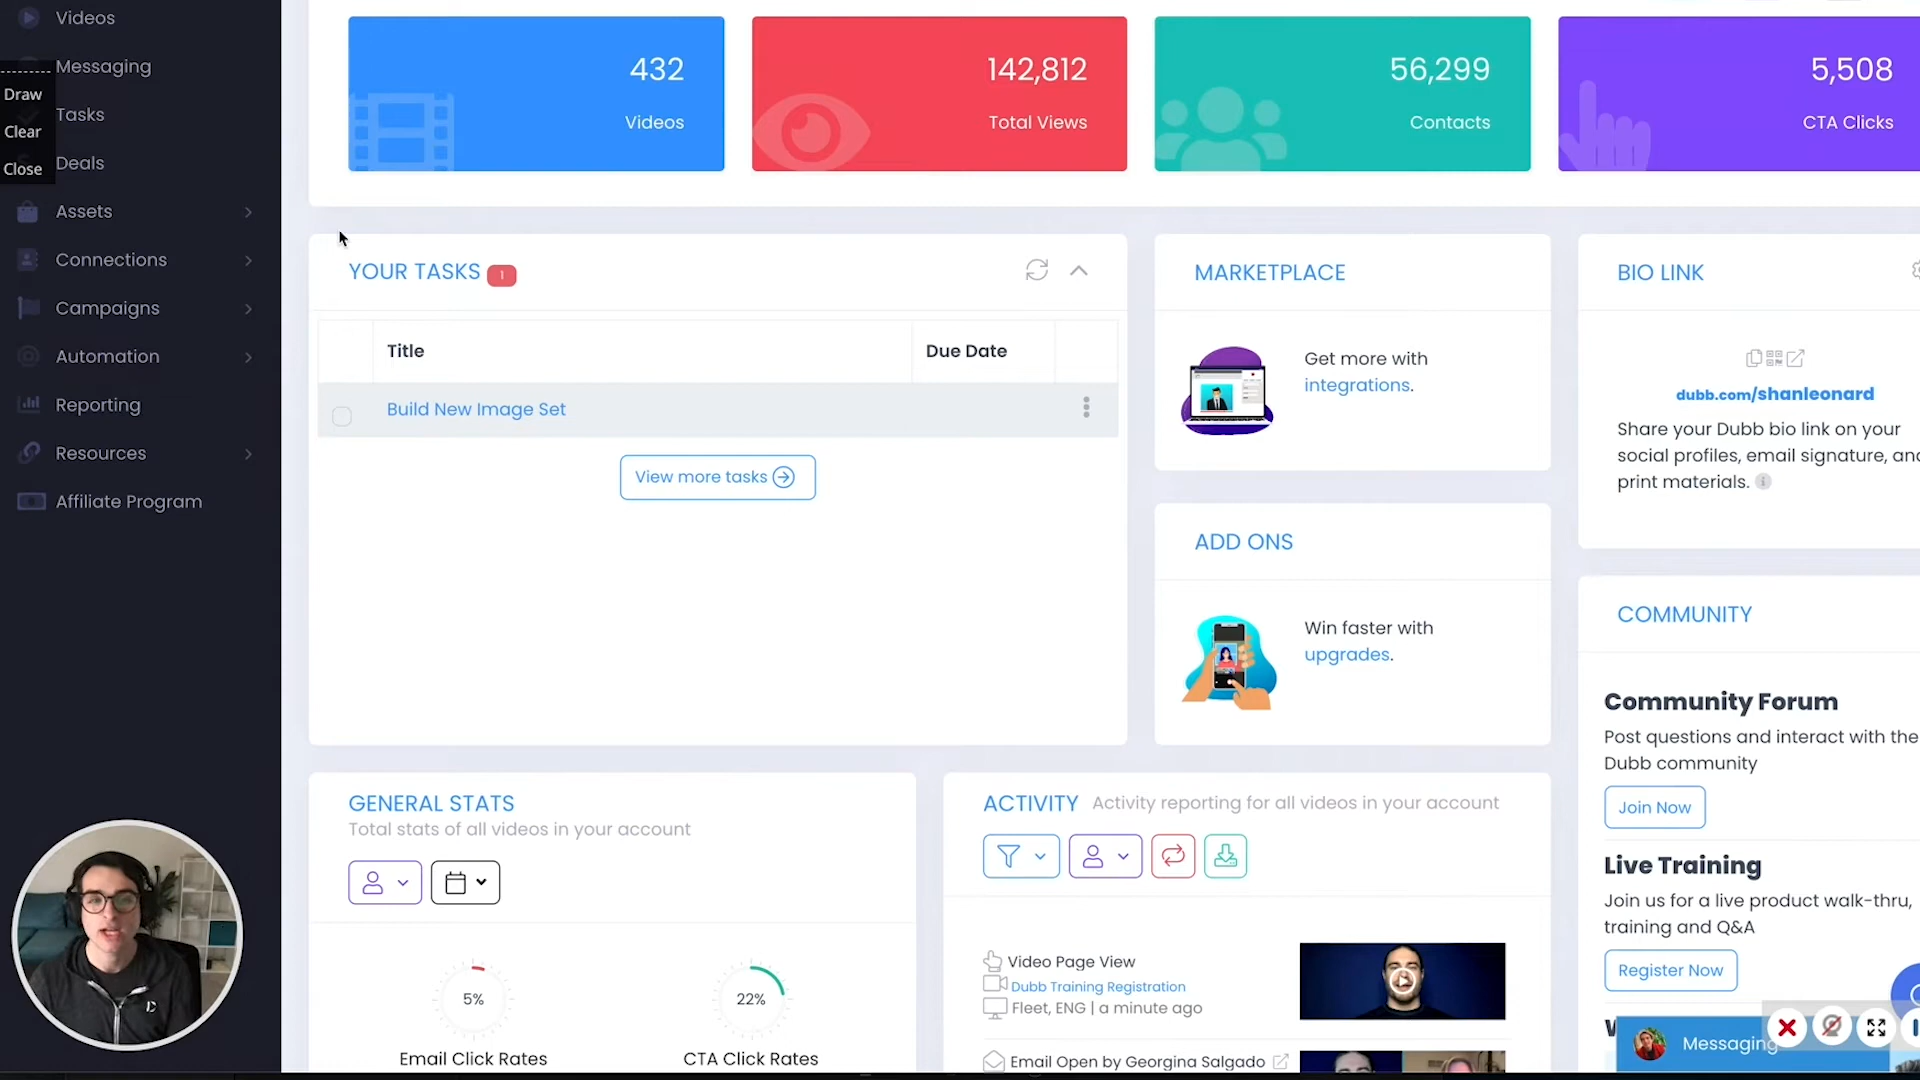 Videos
Messaging
Draw
Tasks
Clear
Deals
Close
Assets
Connections
Campaigns
Automation
Reporting
Resources
Affiliate Program
432
Videos
142,812
Total Views
56,299
Contacts
5,508
CTA Clicks
YOUR TASKS 1
Title Due Date
Build New Image Set
View more tasks
MARKETPLACE
Get more with
integrations.
ADD ONS
Win faster with
upgrades.
BIO LINK
dubb.com/shanleonard
Share your Dubb bio link on your
social profiles, email signature, and
print materials.
COMMUNITY
Community Forum
Post questions and interact with the
Dubb community
Join Now
Live Training
Join us for a live product walk-thru,
training and Q&A
Register Now
Messaging
GENERAL STATS
Total stats of all videos in your account
5%
Email Click Rates
22%
CTA Click Rates
ACTIVITY Activity reporting for all videos in your account
Video Page View
Dubb Training Registration
Fleet, ENG | a minute ago
Email Open by Georgina Salgado